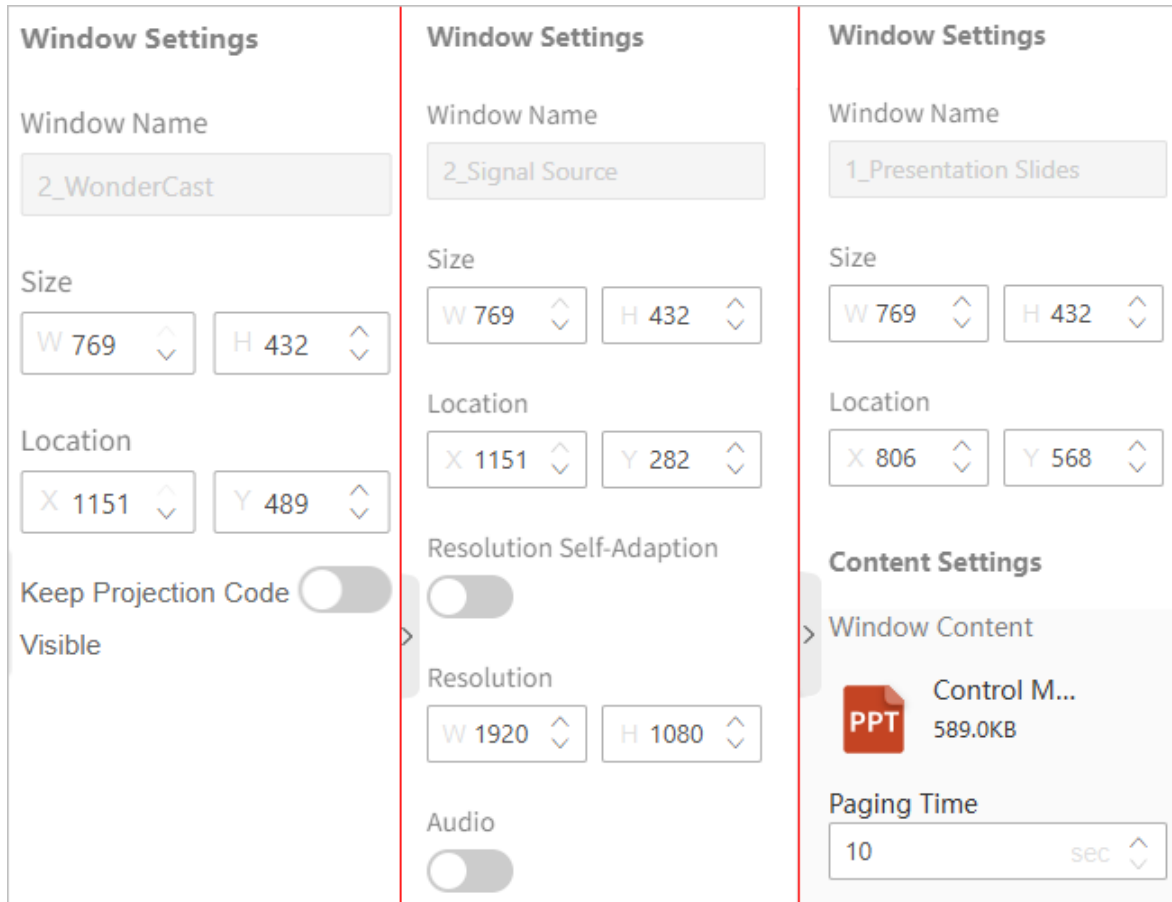 Window Settings
Window Name
2_WonderCast
Size
W 769 H 432
Location
X 1151 Y 489
Keep Projection Code
Visible
Window Settings
Window Name
2_Signal Source
Size
W 769 H 432
Location
X 1151 Y 282
Resolution Self-Adaption
Resolution
W 1920 H 1080
Audio
Window Settings
Window Name
1_Presentation Slides
Size
W 769 H 432
Location
X 806 Y 568
Content Settings
Window Content
PPT
Control M...
589.0KB
Paging Time
10 sec